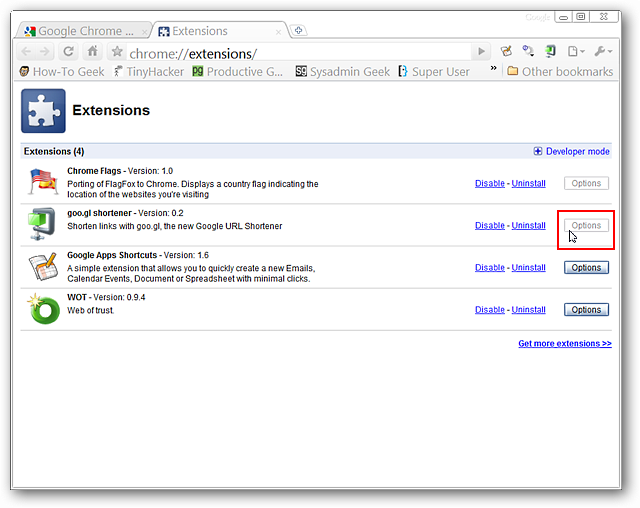 Google
Google Chrome ...
Extensions
chrome://extensions/
How-To Geek
TinyHacker
Productive G...
Sysadmin Geek
Super User
»
Other bookmarks
Extensions
Extensions (4)
Developer mode
Chrome Flags - Version: 1.0
Porting of FlagFox to Chrome. Displays a country flag indicating the
location of the websites you're visiting
Disable - Uninstall
Options
goo.gl shortener - Version: 0.2
Shorten links with goo.gl, the new Google URL Shortener
Disable - Uninstall
Options
Google Apps Shortcuts - Version: 1.6
A simple extension that allows you to quickly create a new Emails,
Calendar Events, Document or Spreadsheet with minimal clicks.
Disable - Uninstall
Options
WOT - Version: 0.9.4
Web of trust.
Disable - Uninstall
Options
Get more extensions >>